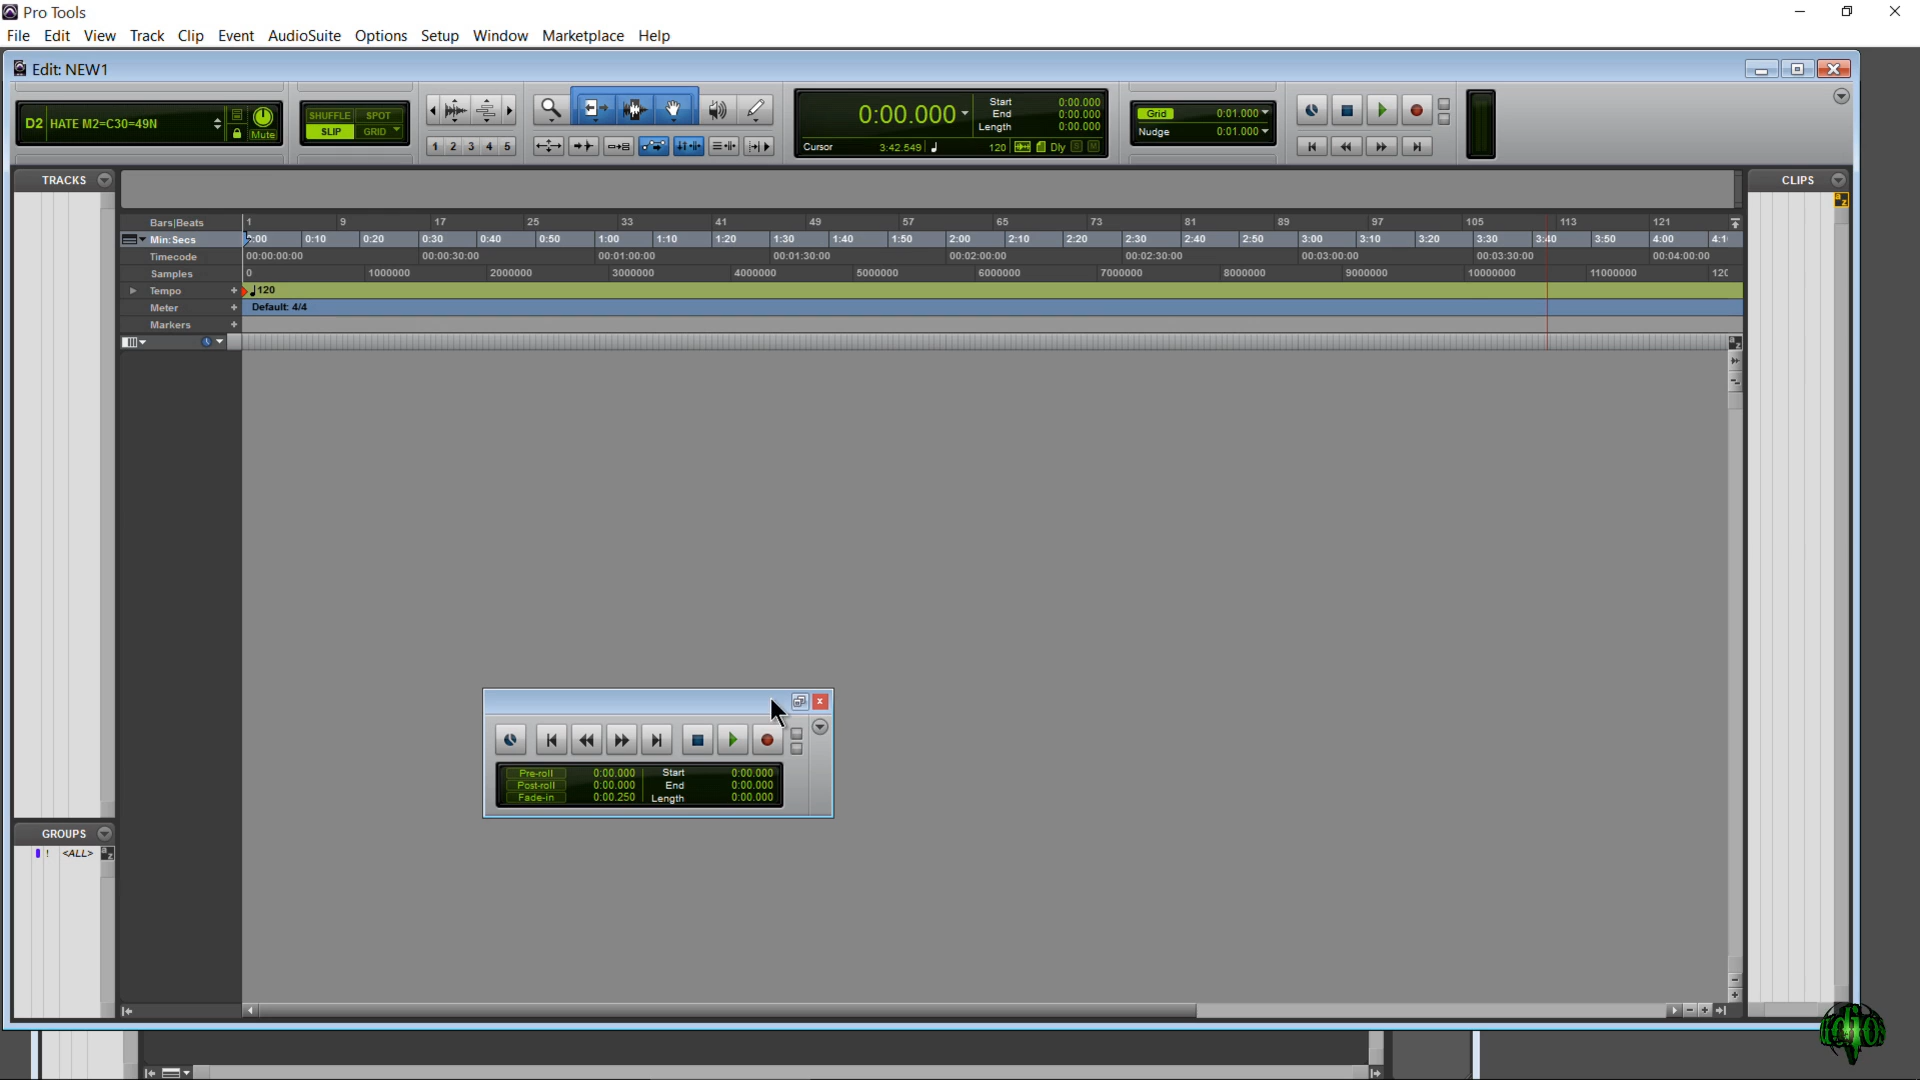 Pro Tools
File Edit View Track Clip Event AudioSuite Options Setup Window Marketplace Help
Edit: NEW1
D2 HATE M2=C30=49N Mute
SHUFFLE SPOT
SLIP GRID
1 2 3 4 5
0:00.000
Start 0:00.000
End 0:00.000
Length 0:00.000
Cursor 3:42.549 120 Dly
Grid 0:01.000
Nudge 0:01.000
TRACKS
CLIPS
Bars|Beats 1 9 17 25 33 41 49 57 65 73 81 89 97 105 113 121
Min:Secs 0:10 0:20 0:30 0:40 0:50 1:00 1:10 1:20 1:30 1:40 1:50 2:00 2:10 2:20 2:30 2:40 2:50 3:00 3:10 3:20 3:30 3:40 3:50 4:00
Timecode 00:00:00:00 00:00:30:00 00:01:00:00 00:01:30:00 00:02:00:00 00:02:30:00 00:03:00:00 00:03:30:00 00:04:00:00
Samples 0 1000000 2000000 3000000 4000000 5000000 6000000 7000000 8000000 9000000 10000000 11000000
Tempo + 120
Meter + Default: 4/4
Markers +
Pre-roll 0:00.000 Start 0:00.000
Post-roll 0:00.000 End 0:00.000
Fade-in 0:00.250 Length 0:00.000
GROUPS
! <ALL>